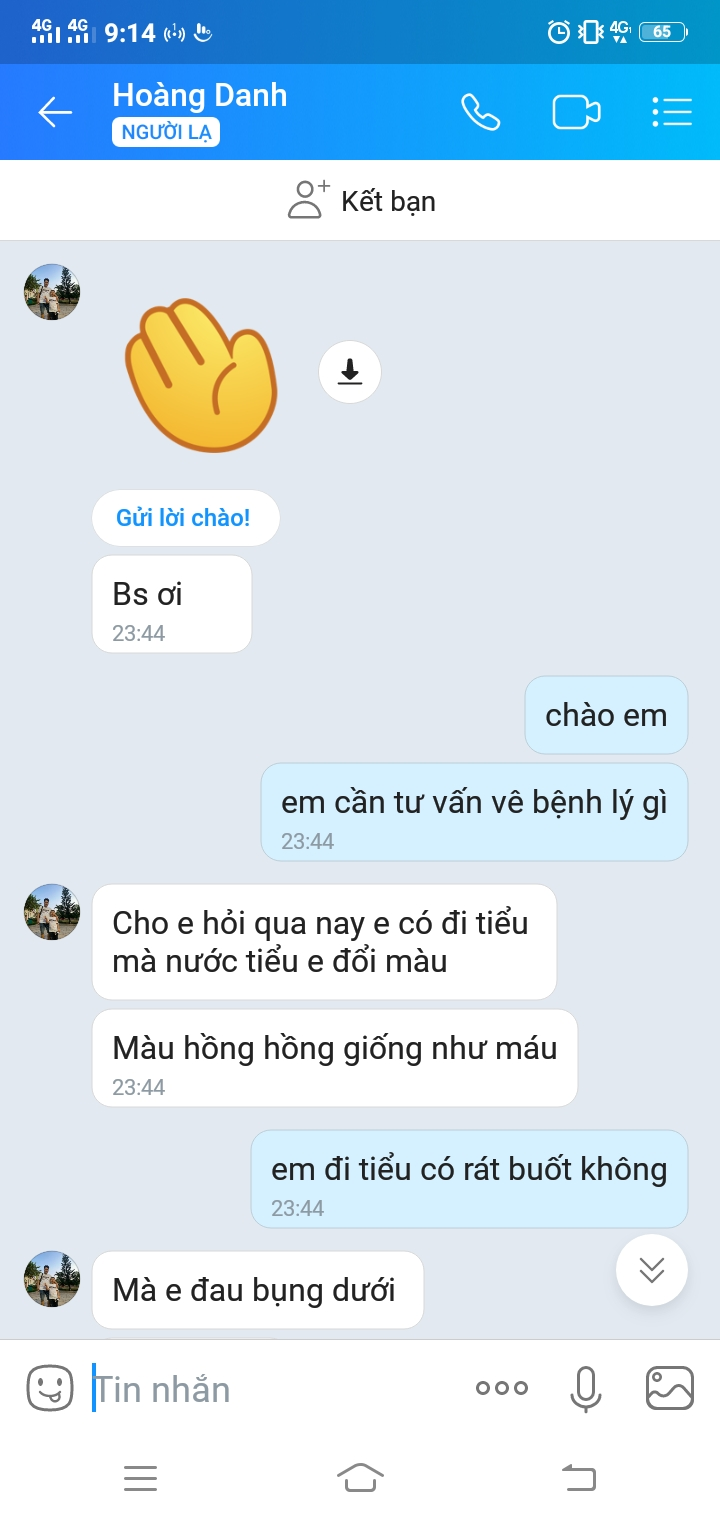 4G 4G 9:14 4G 65
Hoàng Danh
NGƯỜI LẠ
Kết bạn
Gửi lời chào!
Bs ơi
23:44
chào em
em cần tư vấn vê bệnh lý gì
23:44
Cho e hỏi qua nay e có đi tiểu
mà nước tiểu e đổi màu
Màu hồng hồng giống như máu
23:44
em đi tiểu có rát buốt không
23:44
Mà e đau bụng dưới
Tin nhắn